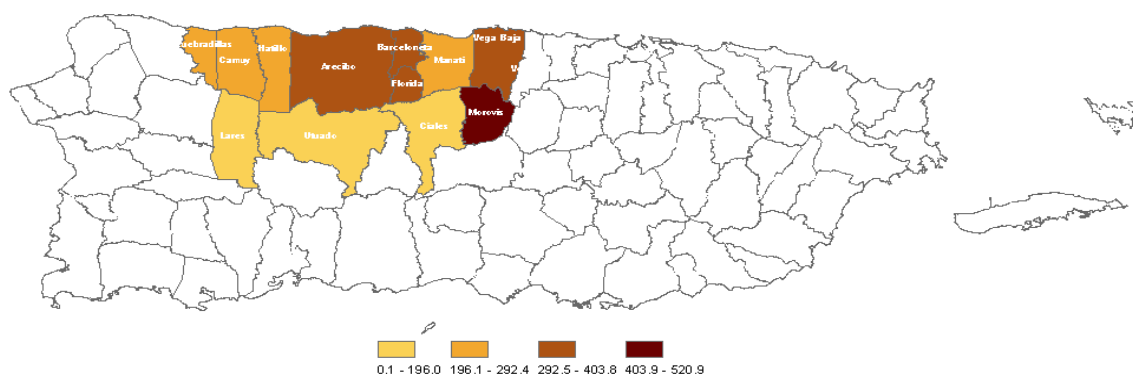 Vega Baja
uebradillas
Hatillo
Barceloneta
Camuy
Manati
Arecibo
Florida
Morovis
Ciales
Lares
Utuado
0.1 - 196.0 196.1 - 292.4 292.5 - 403.8 403.9 - 520.9